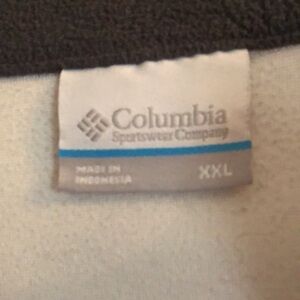 Columbia
Sportswear Company
MADE IN
INDONESIA
XXL